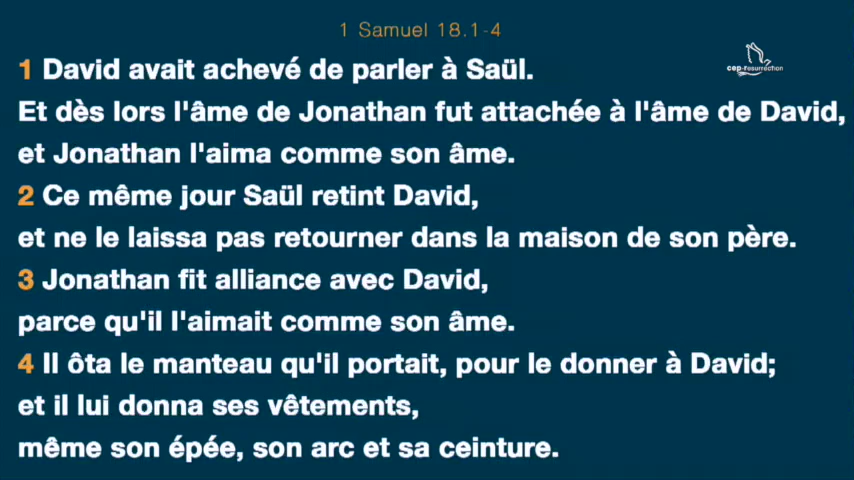 1 Samuel 18.1-4
cep-résurrection
1 David avait achevé de parler à Saül.
Et dès lors l'âme de Jonathan fut attachée à l'âme de David,
et Jonathan l'aima comme son âme.
2 Ce même jour Saül retint David,
et ne le laissa pas retourner dans la maison de son père.
3 Jonathan fit alliance avec David,
parce qu'il l'aimait comme son âme.
4 Il ôta le manteau qu'il portait, pour le donner à David;
et il lui donna ses vêtements,
même son épée, son arc et sa ceinture.